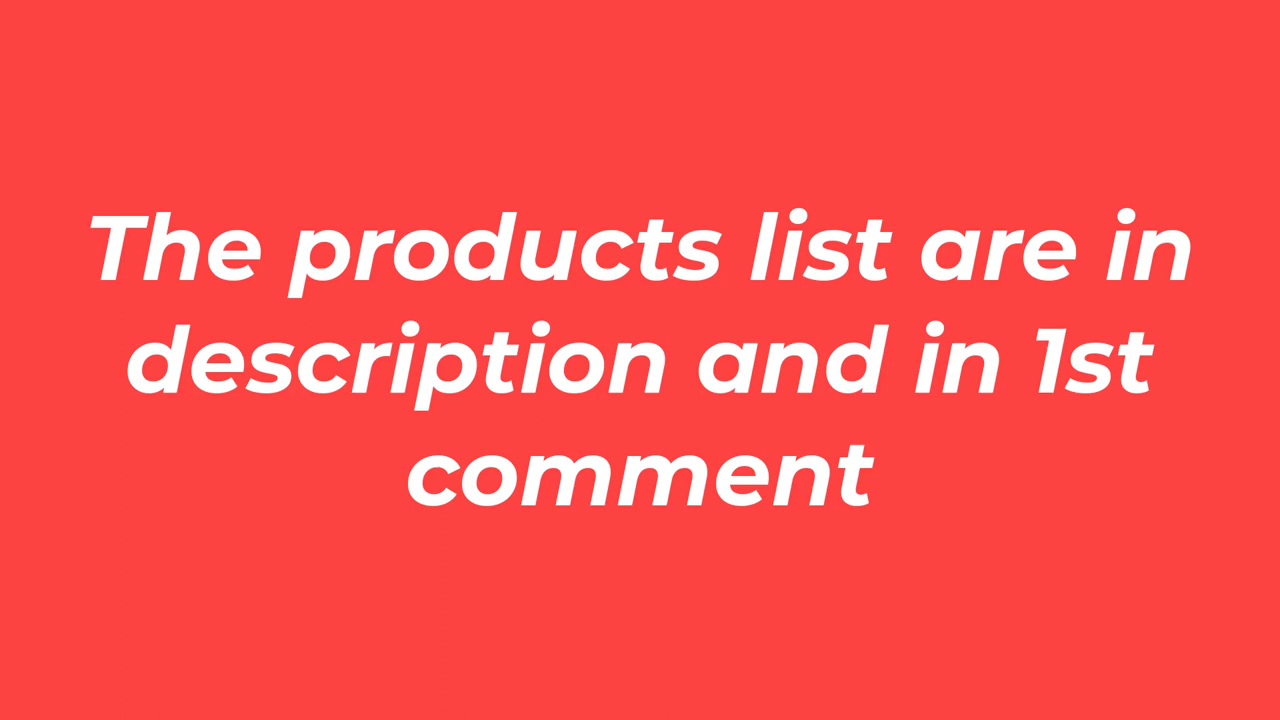 The products list are in
description and in 1st
comment